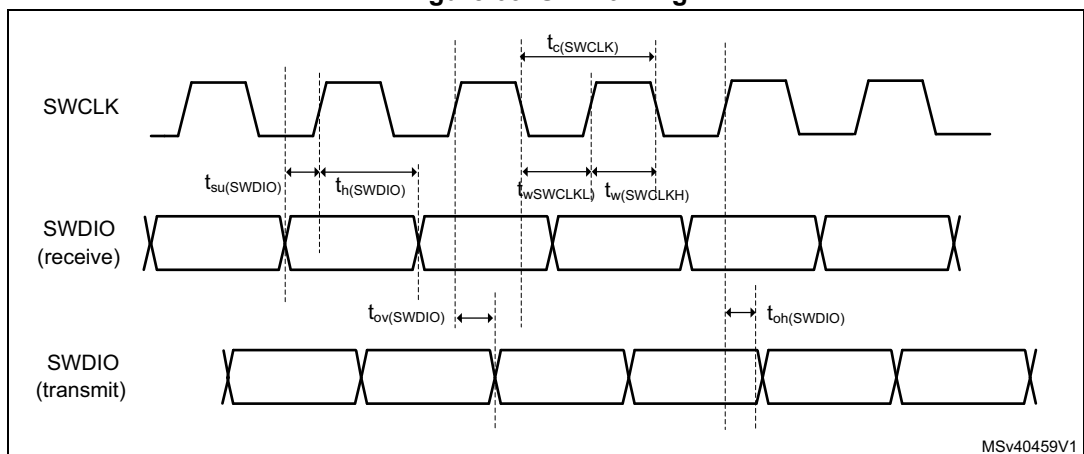 tc(SWCLK)
SWCLK
tsu(SWDIO)
th(SWDIO)
twSWCLKL)
tw(SWCLKH)
SWDIO
(receive)
tov(SWDIO)
toh(SWDIO)
SWDIO
(transmit)
MSv40459V1